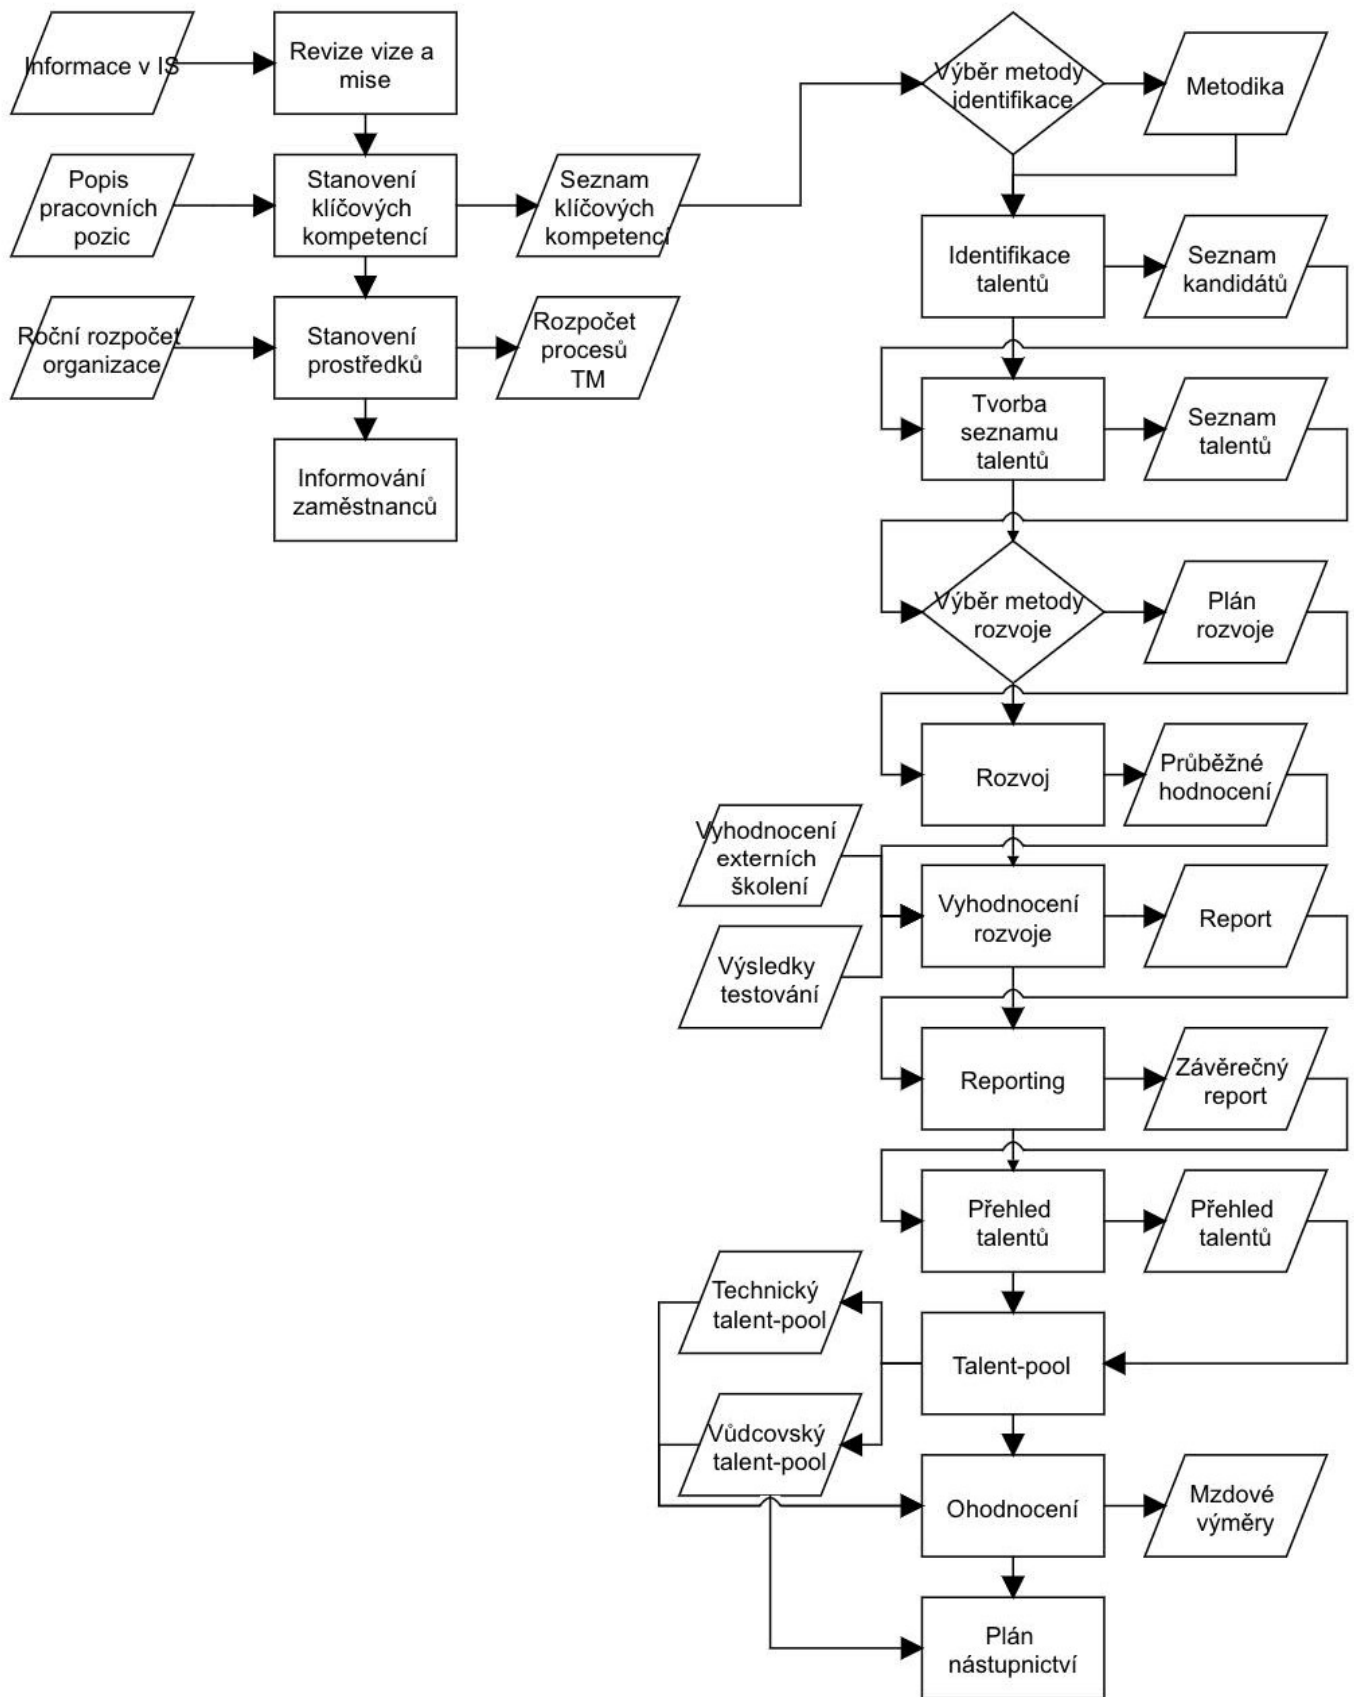 Informace v IS
Revize vize a
mise
Popis
pracovních
pozic
Stanovení
klíčových
kompetencí
Seznam
klíčových
kompetencí
Roční rozpočet
organizace
Stanovení
prostředků
Rozpočet
procesů
TM
Informování
zaměstnanců
Výběr metody
identifikace
Metodika
Identifikace
talentů
Seznam
kandidátů
Tvorba
seznamu
talentů
Seznam
talentů
Výběr metody
rozvoje
Plán
rozvoje
Rozvoj
Průběžné
hodnocení
Vyhodnocení
externích
školení
Vyhodnocení
rozvoje
Report
Výsledky
testování
Reporting
Závěrečný
report
Přehled
talentů
Přehled
talentů
Technický
talent-pool
Talent-pool
Vůdcovský
talent-pool
Ohodnocení
Mzdové
výměry
Plán
nástupnictví